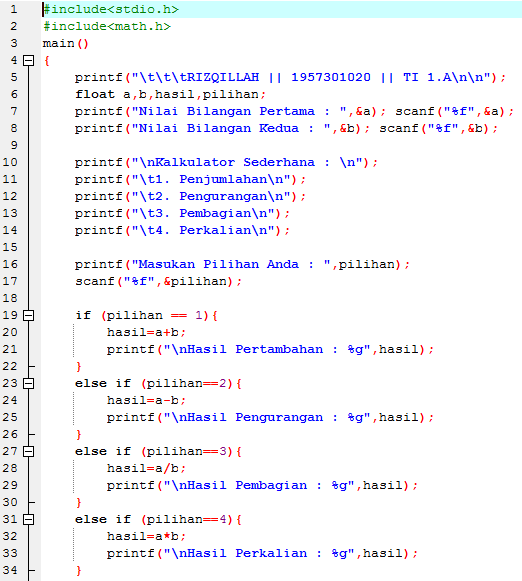 1 #include<stdio.h>
2 #include<math.h>
3 main()
4 {
5 printf("\t\t\tRIZQILLAH || 1957301020 || TI 1.A\n\n");
6 float a,b,hasil,pilihan;
7 printf("Nilai Bilangan Pertama : ",&a); scanf("%f",&a);
8 printf("Nilai Bilangan Kedua : ",&b); scanf("%f",&b);
9
10 printf("\nKalkulator Sederhana : \n");
11 printf("\t1. Penjumlahan\n");
12 printf("\t2. Pengurangan\n");
13 printf("\t3. Pembagian\n");
14 printf("\t4. Perkalian\n");
15
16 printf("Masukan Pilihan Anda : ",pilihan);
17 scanf("%f",&pilihan);
18
19 if (pilihan == 1){
20 hasil=a+b;
21 printf("\nHasil Pertambahan : %g",hasil);
22 }
23 else if (pilihan==2){
24 hasil=a-b;
25 printf("\nHasil Pengurangan : %g",hasil);
26 }
27 else if (pilihan==3){
28 hasil=a/b;
29 printf("\nHasil Pembagian : %g",hasil);
30 }
31 else if (pilihan==4){
32 hasil=a*b;
33 printf("\nHasil Perkalian : %g",hasil);
34 }